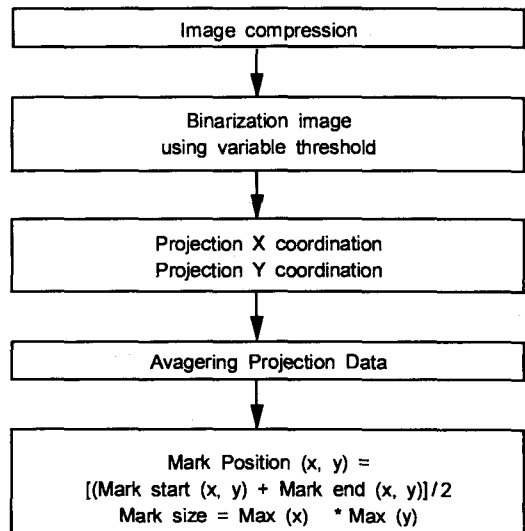 Image compression
Binarization image
using variable threshold
Projection X coordination
Projection Y coordination
Avagering Projection Data
Mark Position (x, y) =
[(Mark start (x, y) + Mark end (x, y)]/2
Mark size = Max (x) * Max (y)